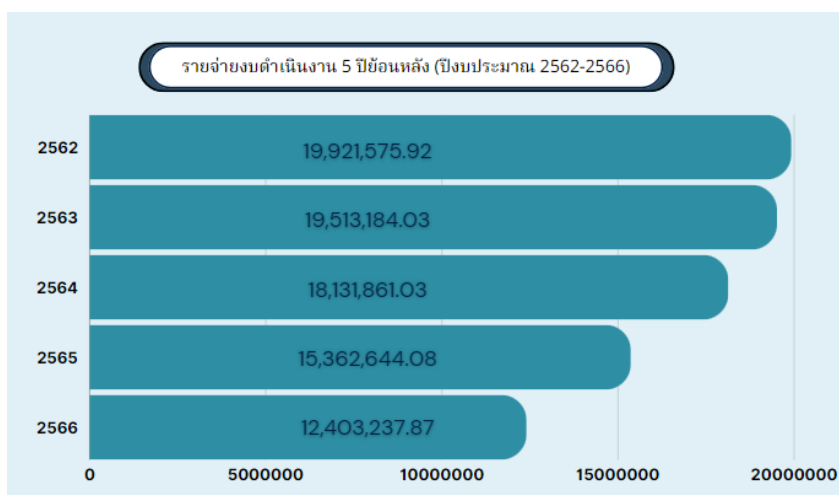 รายจ่ายงบดำเนินงาน 5 ปีย้อนหลัง (ปีงบประมาณ 2562-2566)
2562 19,921,575.92
2563 19,513,184.03
2564 18,131,861.03
2565 15,362,644.08
2566 12,403,237.87
0 5000000 10000000 15000000 20000000